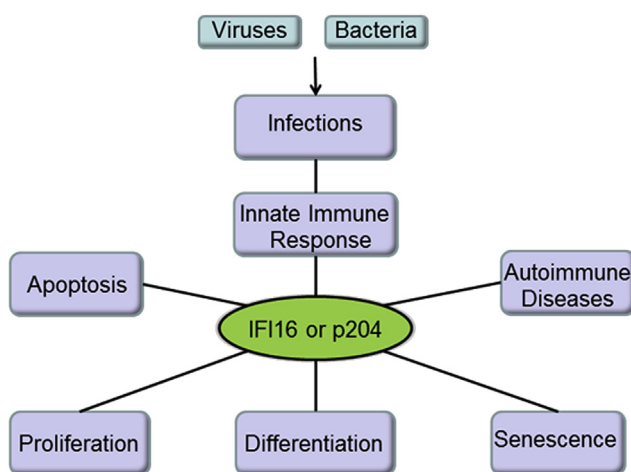 Viruses
Bacteria
Infections
Innate Immune
Response
Apoptosis
Autoimmune
Diseases
IFI16 or p204
Proliferation
Differentiation
Senescence